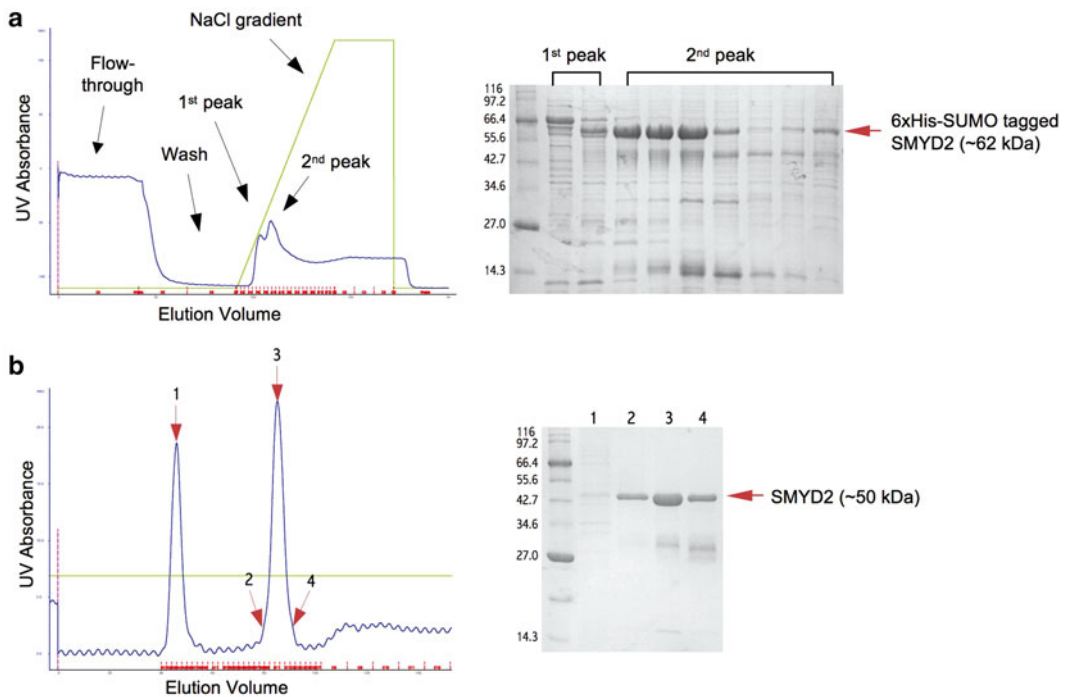 a
NaCl gradient
Flow-
through
1st peak
Wash
2nd peak
UV Absorbance
Elution Volume
1st peak
2nd peak
116
97.2
66.4
55.6
42.7
34.6
27.0
14.3
6xHis-SUMO tagged
SMYD2 (~62 kDa)
b
1
3
2
4
UV Absorbance
Elution Volume
1 2 3 4
116
97.2
66.4
55.6
42.7
34.6
27.0
14.3
SMYD2 (~50 kDa)